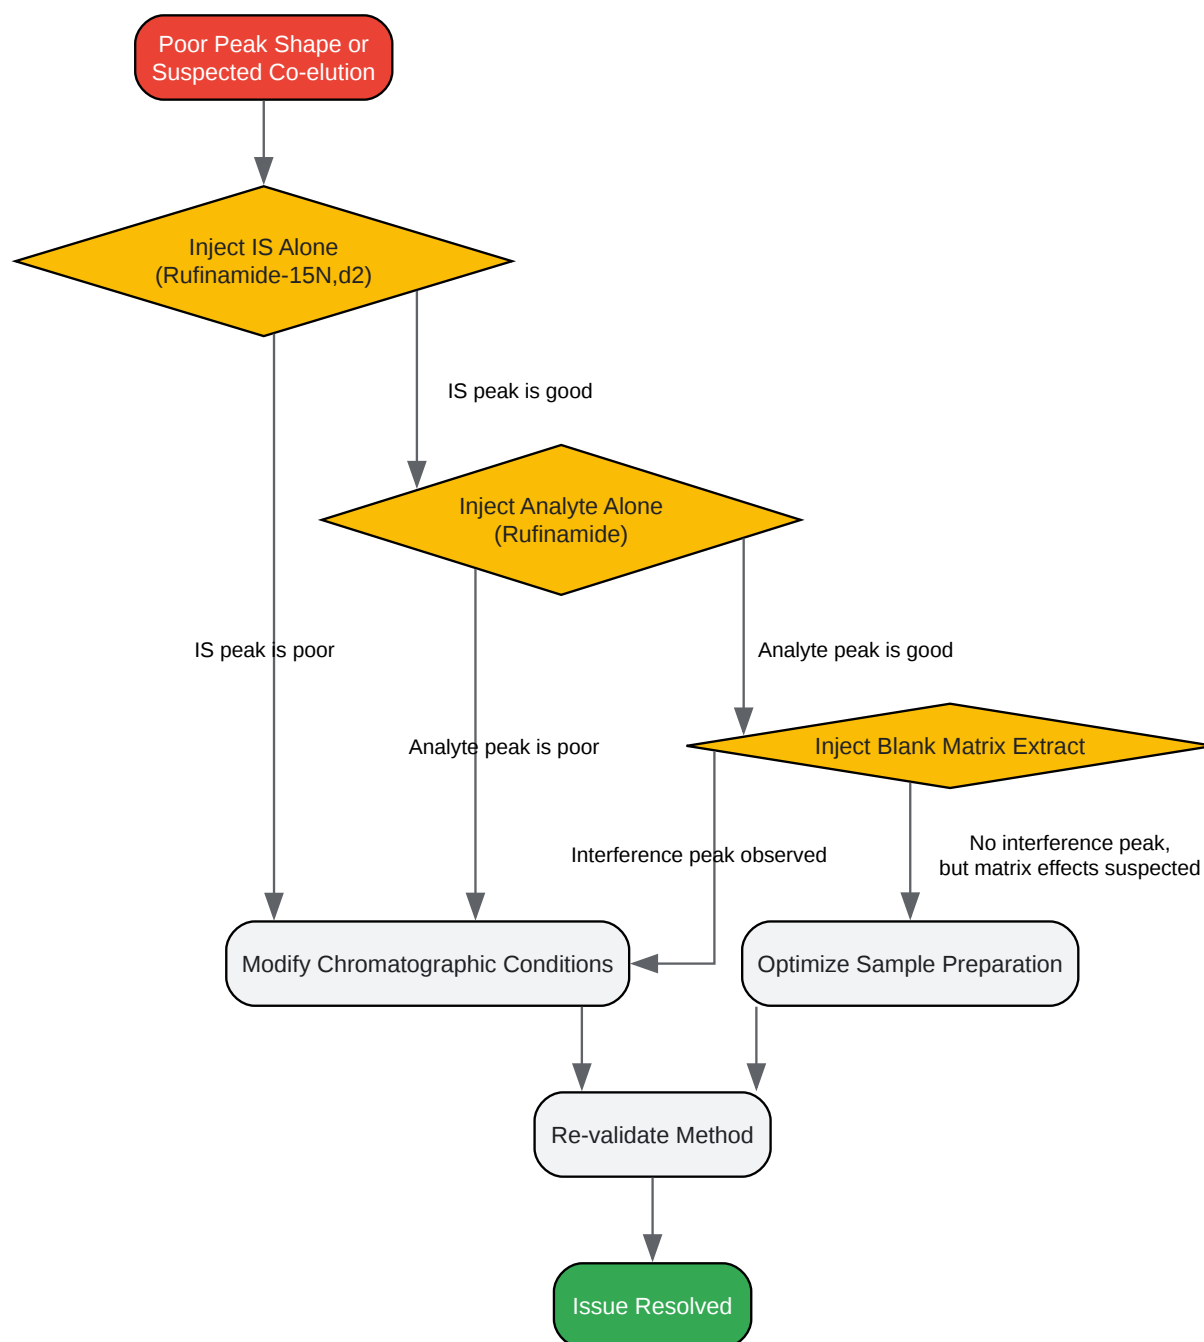 Poor Peak Shape or
Suspected Co-elution
Inject IS Alone
(Rufinamide-15N,d2)
IS peak is good
Inject Analyte Alone
(Rufinamide)
IS peak is poor
Analyte peak is good
Analyte peak is poor
Inject Blank Matrix Extract
Interference peak observed
No interference peak,
but matrix effects suspected
Modify Chromatographic Conditions
Optimize Sample Preparation
Re-validate Method
Issue Resolved